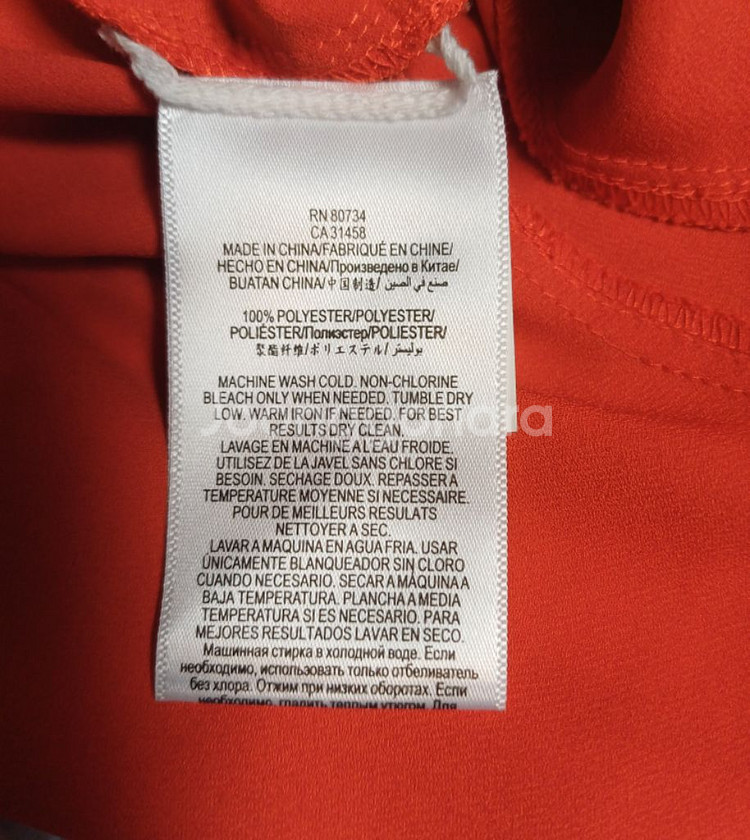 RN 80734
CA 31458
MADE IN CHINA/FABRIQUÉ EN CHINE/
HECHO EN CHINA/Произведено в Китае/
BUATAN CHINA/中国制造/ صنع في الصين
100% POLYESTER/POLYESTER/
POLIÉSTER/Полиэстер/POLIESTER/
聚酯纤维/ポリエステル/ بوليستر
MACHINE WASH COLD. NON-CHLORINE
BLEACH ONLY WHEN NEEDED. TUMBLE DRY
LOW. WARM IRON IF NEEDED. FOR BEST
RESULTS DRY CLEAN.
LAVAGE EN MACHINE A L'EAU FROIDE.
UTILISEZ DE LA JAVEL SANS CHLORE SI
BESOIN. SECHAGE DOUX. REPASSER A
TEMPERATURE MOYENNE SI NECESSAIRE.
POUR DE MEILLEURS RESULATS
NETTOYER A SEC.
LAVAR A MAQUINA EN AGUA FRIA. USAR
ÚNICAMENTE BLANQUEADOR SIN CLORO
CUANDO NECESARIO. SECAR A MÁQUINA A
BAJA TEMPERATURA. PLANCHA A MEDIA
TEMPERATURA SI ES NECESARIO. PARA
MEJORES RESULTADOS LAVAR EN SECO.
Машинная стирка в холодной воде. Если
необходимо, использовать только отбеливатель
без хлора. Отжим при низких оборотах. Если
необходимо, гладить теплым утюгом. Для